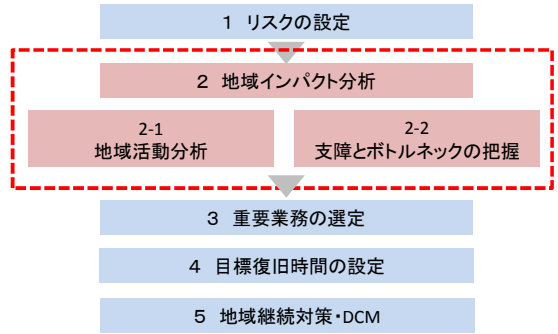 1 リスクの設定
2 地域インパクト分析
2-1
地域活動分析
2-2
支障とボトルネックの把握
3 重要業務の選定
4 目標復旧時間の設定
5 地域継続対策・DCM